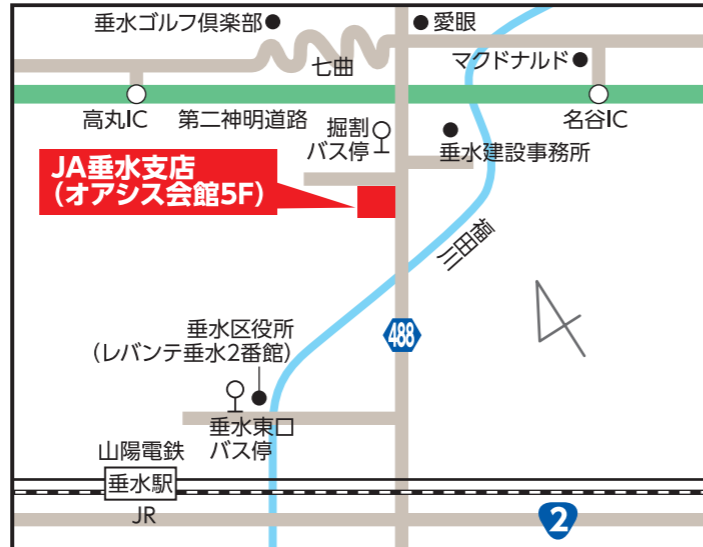 垂水ゴルフ倶楽部
愛眼
七曲
マクドナルド
高丸IC
第二神明道路
掘割
バス停
名谷IC
垂水建設事務所
JA垂水支店
(オアシス会館5F)
福田川
488
垂水区役所
(レバンテ垂水2番館)
垂水東口
バス停
山陽電鉄
垂水駅
JR
2